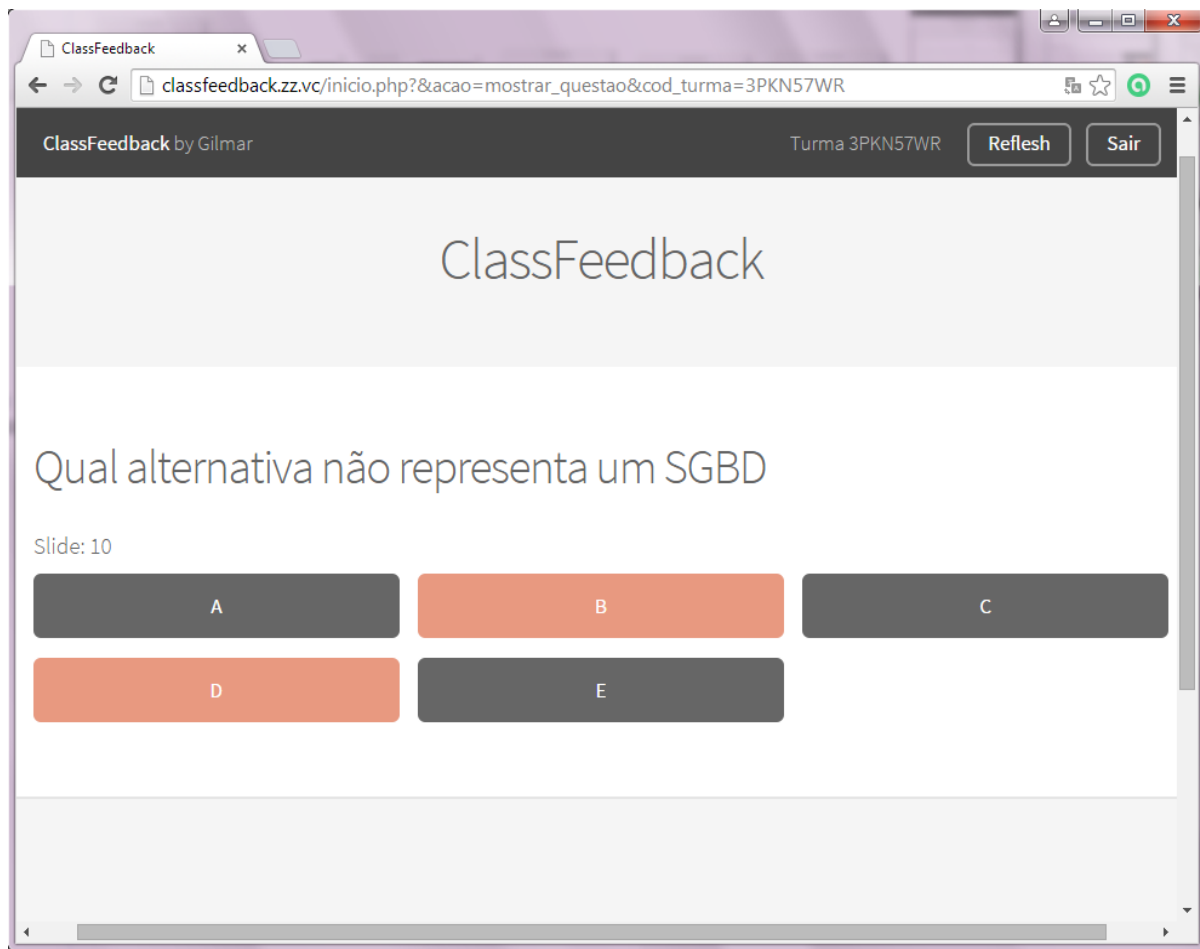 ClassFeedback
classfeedback.zz.vc/inicio.php?&acao=mostrar_questao&cod_turma=3PKN57WR
ClassFeedback by Gilmar Turma 3PKN57WR Reflesh Sair
ClassFeedback
Qual alternativa não representa um SGBD
Slide: 10
A B C
D E